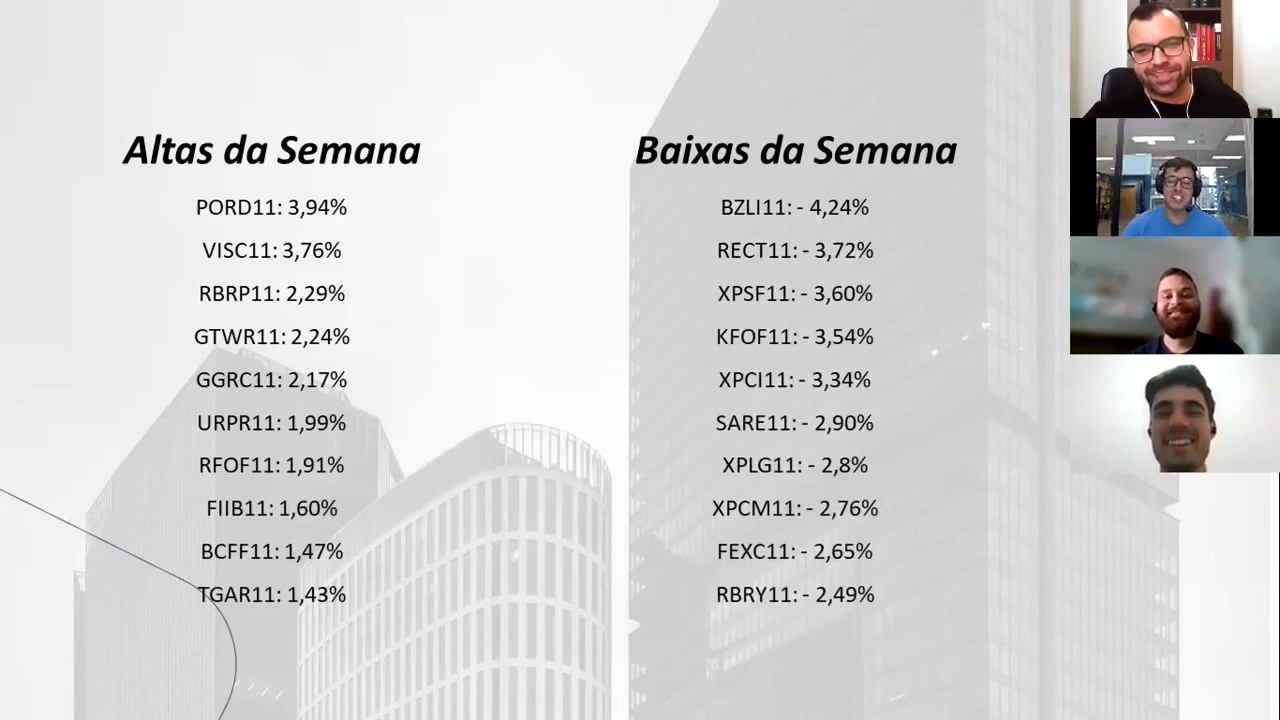 Altas da Semana
PORD11: 3,94%
VISC11: 3,76%
RBRP11: 2,29%
GTWR11: 2,24%
GGRC11: 2,17%
URPR11: 1,99%
RFOF11: 1,91%
FIIB11: 1,60%
BCFF11: 1,47%
TGAR11: 1,43%
Baixas da Semana
BZLI11: - 4,24%
RECT11: - 3,72%
XPSF11: - 3,60%
KFOF11: - 3,54%
XPCI11: - 3,34%
SARE11: - 2,90%
XPLG11: - 2,8%
XPCM11: - 2,76%
FEXC11: - 2,65%
RBRY11: - 2,49%